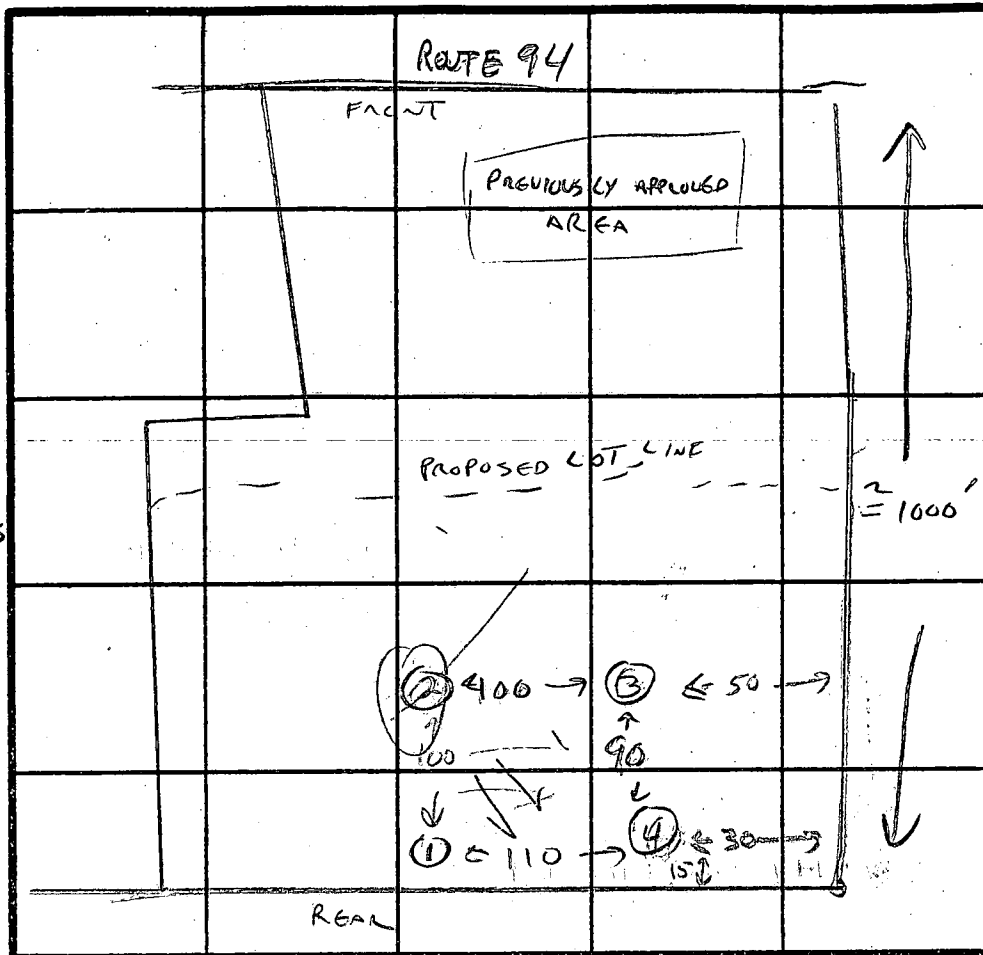 ROUTE 94
FRONT
PREVIOUSLY APPROVED
AREA
PROPOSED LOT LINE
≅ 1000'
2 ← 100 → 3 ← 50 →
100
90
1 ← 110 → 4 ← 30 →
15
REAR